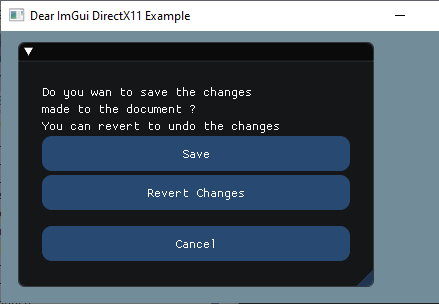 Dear ImGui DirectX11 Example
Do you wan to save the changes
made to the document ?
You can revert to undo the changes
Save
Revert Changes
Cancel